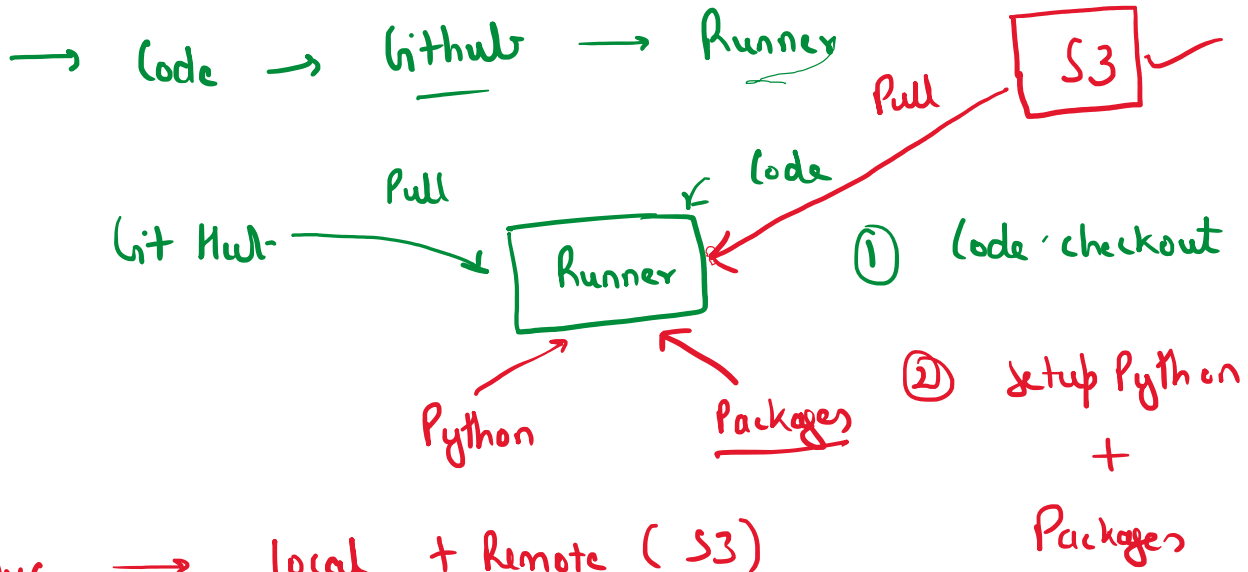 → Code → Github → Runner
S3
Pull
Code
Pull
Git Hub
Runner
① Code checkout
② Setup Python
+
Packages
Python
Packages
→ Local + Remote (S3)